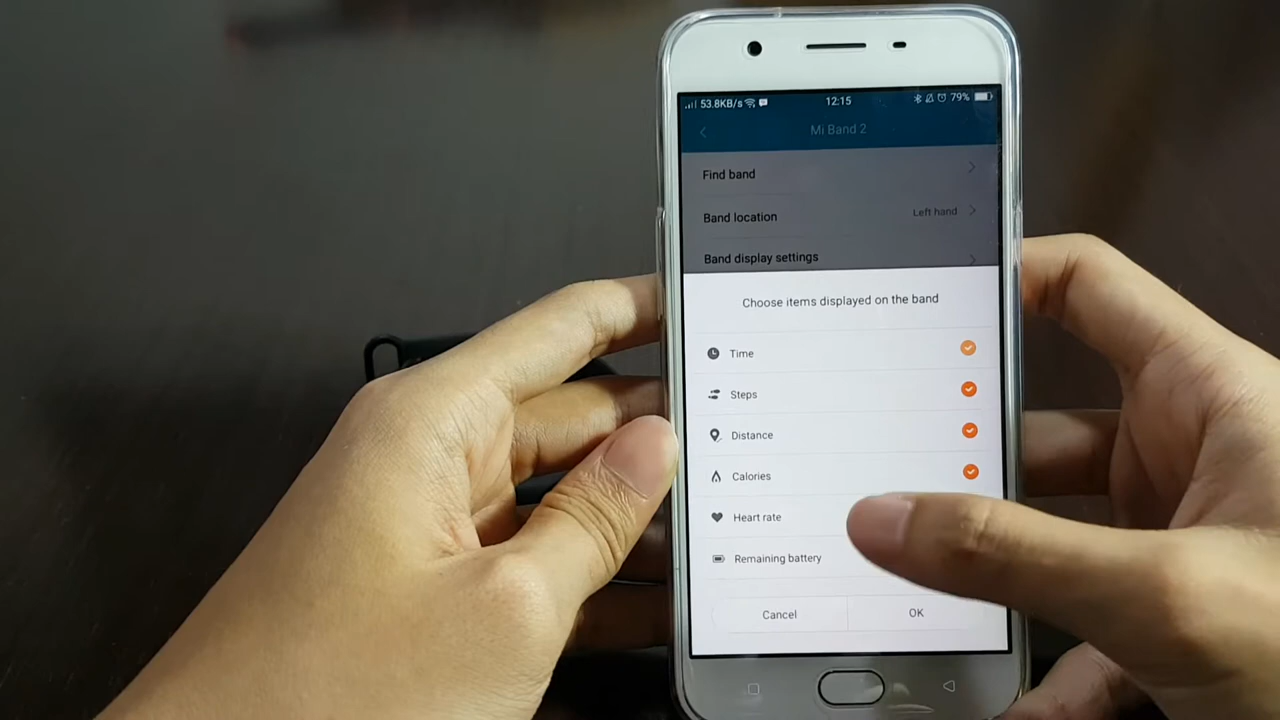 53.8KB/s 12:15 79%
Mi Band 2
Find band
Band location Left hand
Band display settings
Choose items displayed on the band
Time
Steps
Distance
Calories
Heart rate
Remaining battery
Cancel OK